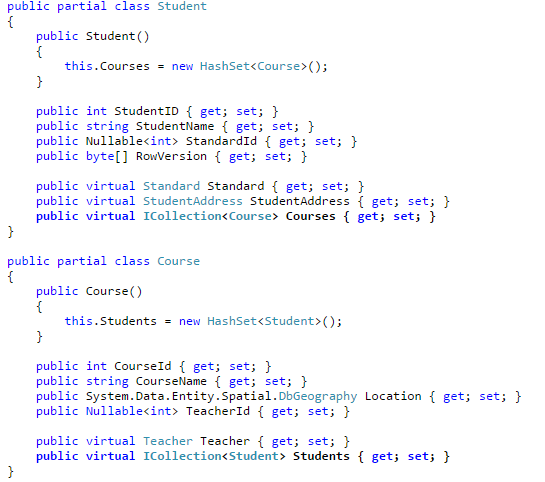 public partial class Student
{
public Student()
{
this.Courses = new HashSet<Course>();
}
public int StudentID { get; set; }
public string StudentName { get; set; }
public Nullable<int> StandardId { get; set; }
public byte[] RowVersion { get; set; }
public virtual Standard Standard { get; set; }
public virtual StudentAddress StudentAddress { get; set; }
public virtual ICollection<Course> Courses { get; set; }
}
public partial class Course
{
public Course()
{
this.Students = new HashSet<Student>();
}
public int CourseId { get; set; }
public string CourseName { get; set; }
public System.Data.Entity.Spatial.DbGeography Location { get; set; }
public Nullable<int> TeacherId { get; set; }
public virtual Teacher Teacher { get; set; }
public virtual ICollection<Student> Students { get; set; }
}